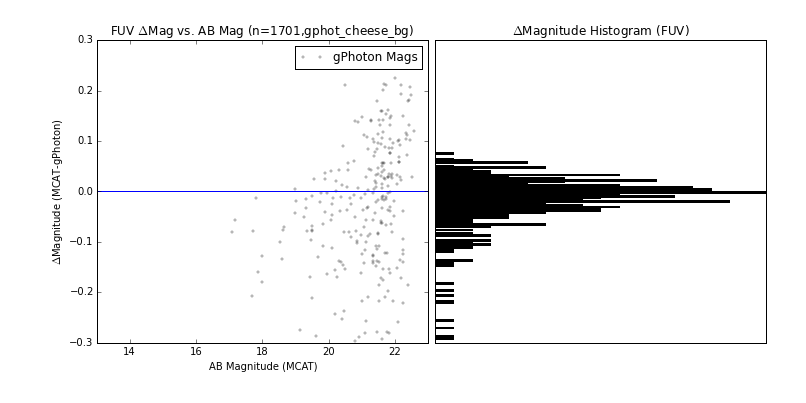 FUV ΔMag vs. AB Mag (n=1701,gphot_cheese_bg)
ΔMagnitude Histogram (FUV)
gPhoton Mags
ΔMagnitude (MCAT-gPhoton)
0.3
0.2
0.1
0.0
−0.1
−0.2
−0.3
14 16 18 20 22
AB Magnitude (MCAT)